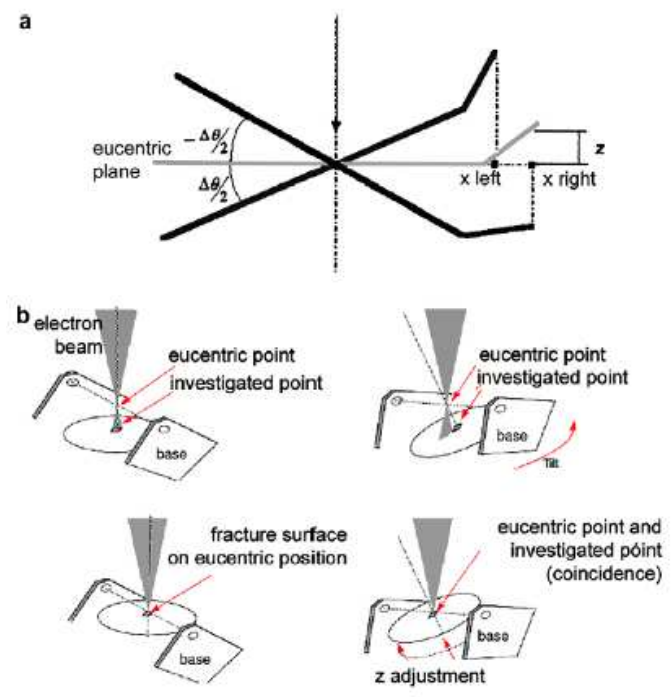 a
− Δθ/2
eucentric
plane
Δθ/2
z
x left
x right
b
electron
beam
eucentric point
investigated point
base
eucentric point
investigated point
base
Tilt
fracture surface
on eucentric position
base
eucentric point and
investigated póint
(coincidence)
base
z adjustment